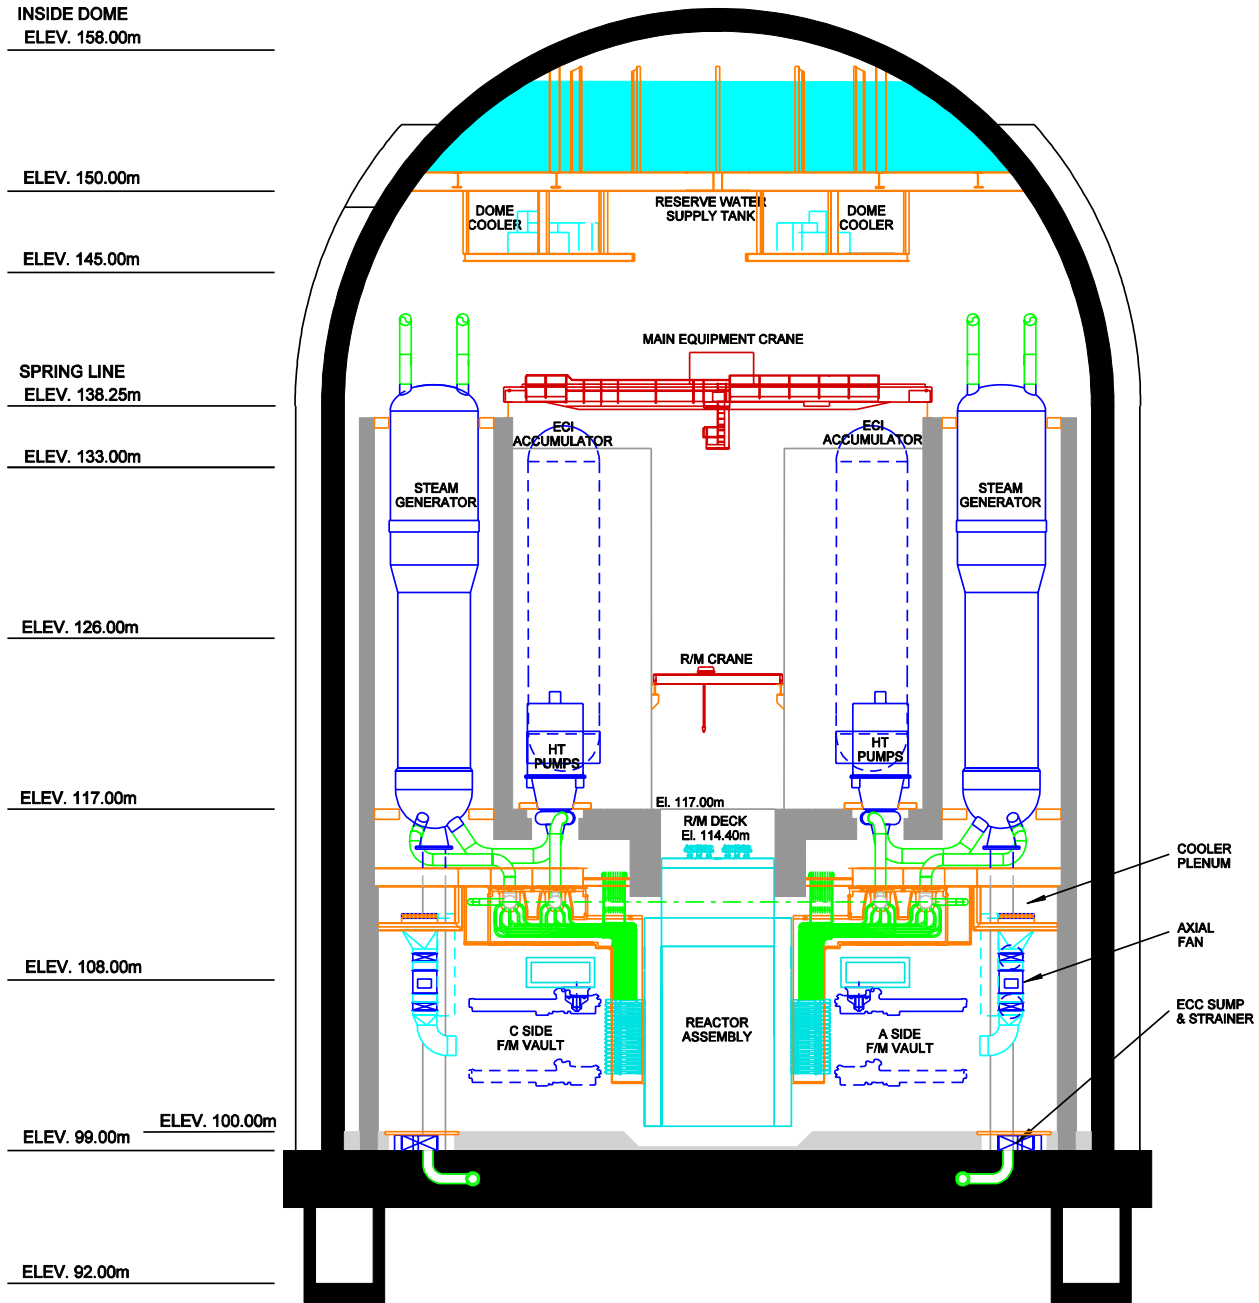 INSIDE DOME
ELEV. 158.00m
ELEV. 150.00m
RESERVE WATER
SUPPLY TANK
DOME
COOLER
DOME
COOLER
ELEV. 145.00m
MAIN EQUIPMENT CRANE
SPRING LINE
ELEV. 138.25m
ECI
ACCUMULATOR
ECI
ACCUMULATOR
ELEV. 133.00m
STEAM
GENERATOR
STEAM
GENERATOR
ELEV. 126.00m
R/M CRANE
HT
PUMPS
HT
PUMPS
ELEV. 117.00m
El. 117.00m
R/M DECK
El. 114.40m
COOLER
PLENUM
AXIAL
FAN
ELEV. 108.00m
ECC SUMP
& STRAINER
C SIDE
F/M VAULT
REACTOR
ASSEMBLY
A SIDE
F/M VAULT
ELEV. 100.00m
ELEV. 99.00m
ELEV. 92.00m